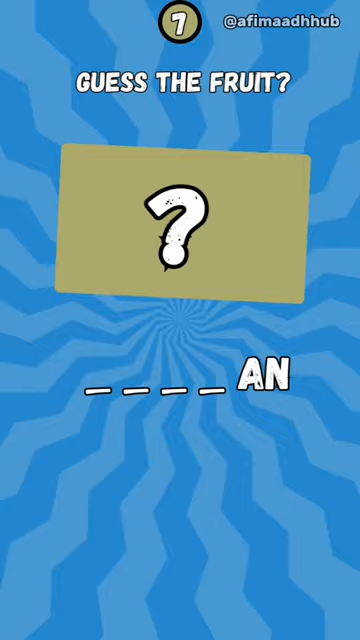 7
@afimaadhhub
GUESS THE FRUIT?
?
_ _ _ _ AN